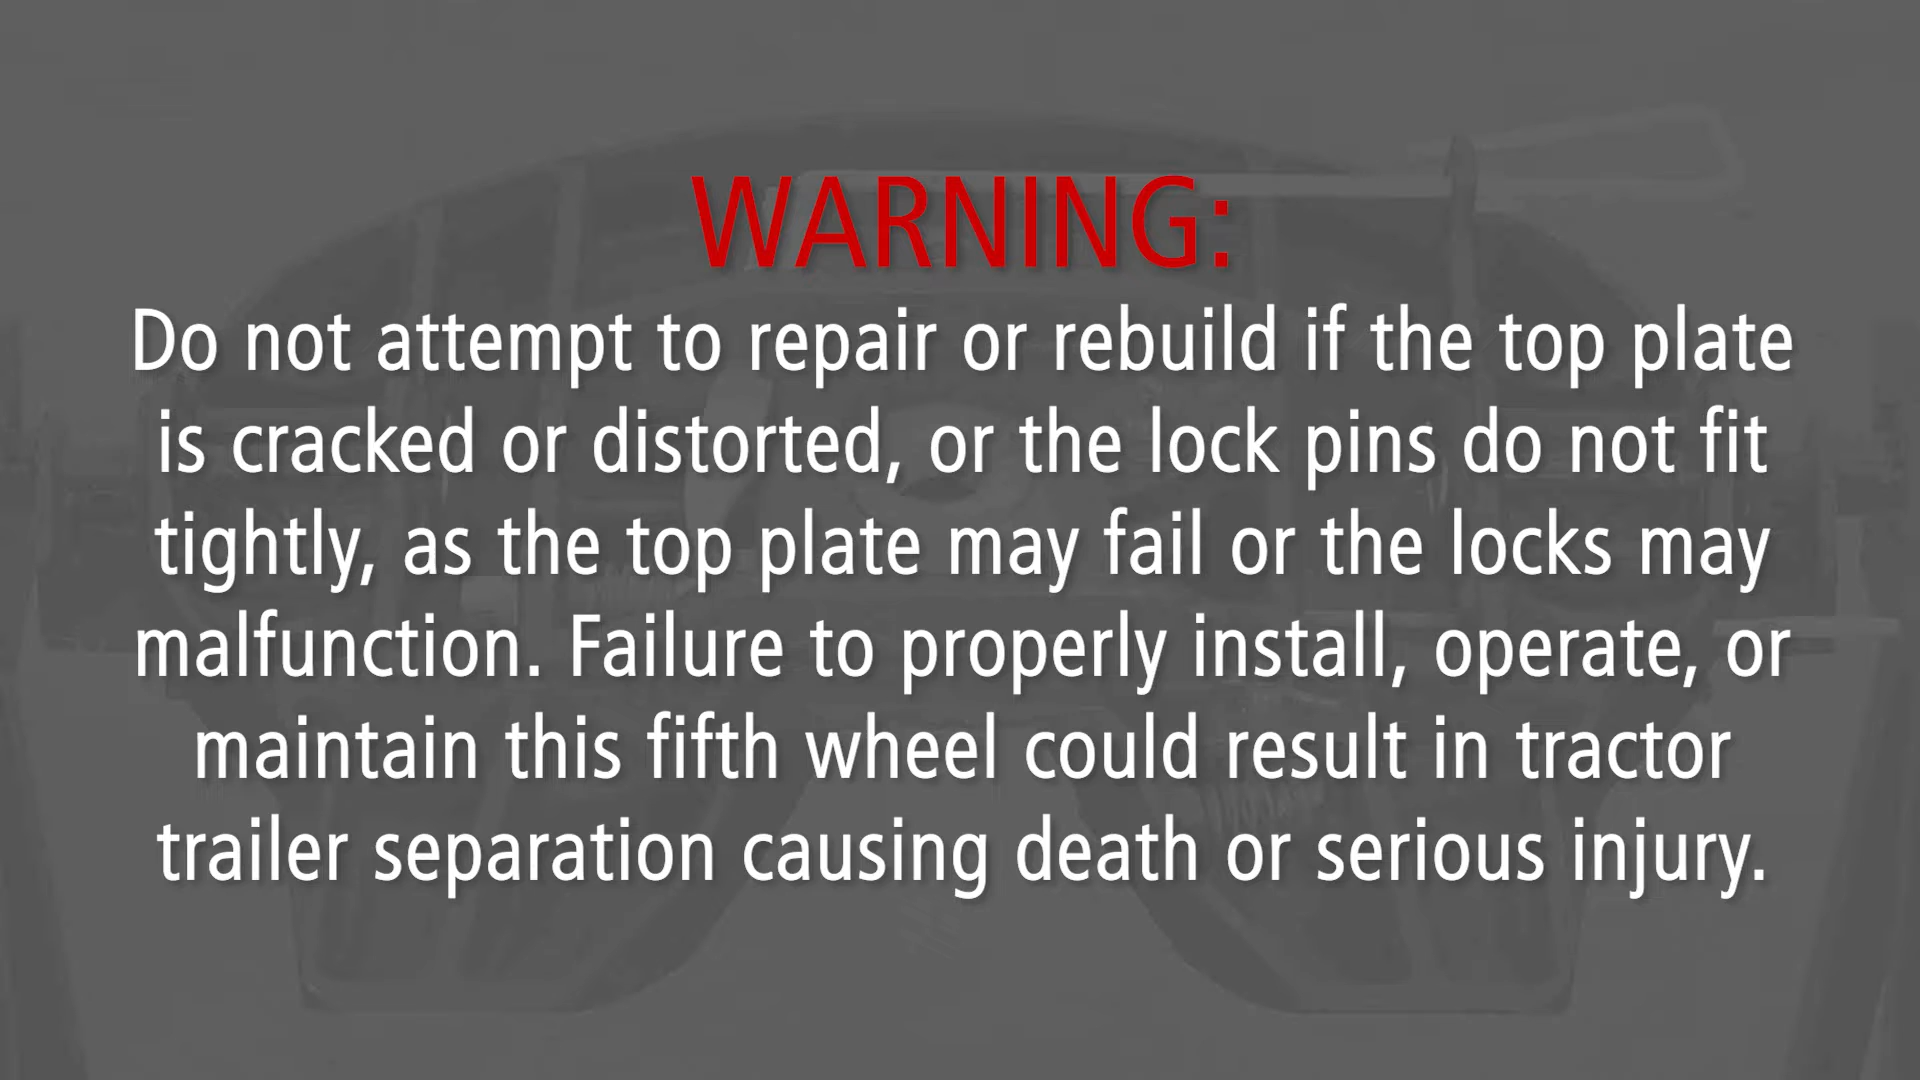 WARNING:
Do not attempt to repair or rebuild if the top plate
is cracked or distorted, or the lock pins do not fit
tightly, as the top plate may fail or the locks may
malfunction. Failure to properly install, operate, or
maintain this fifth wheel could result in tractor
trailer separation causing death or serious injury.